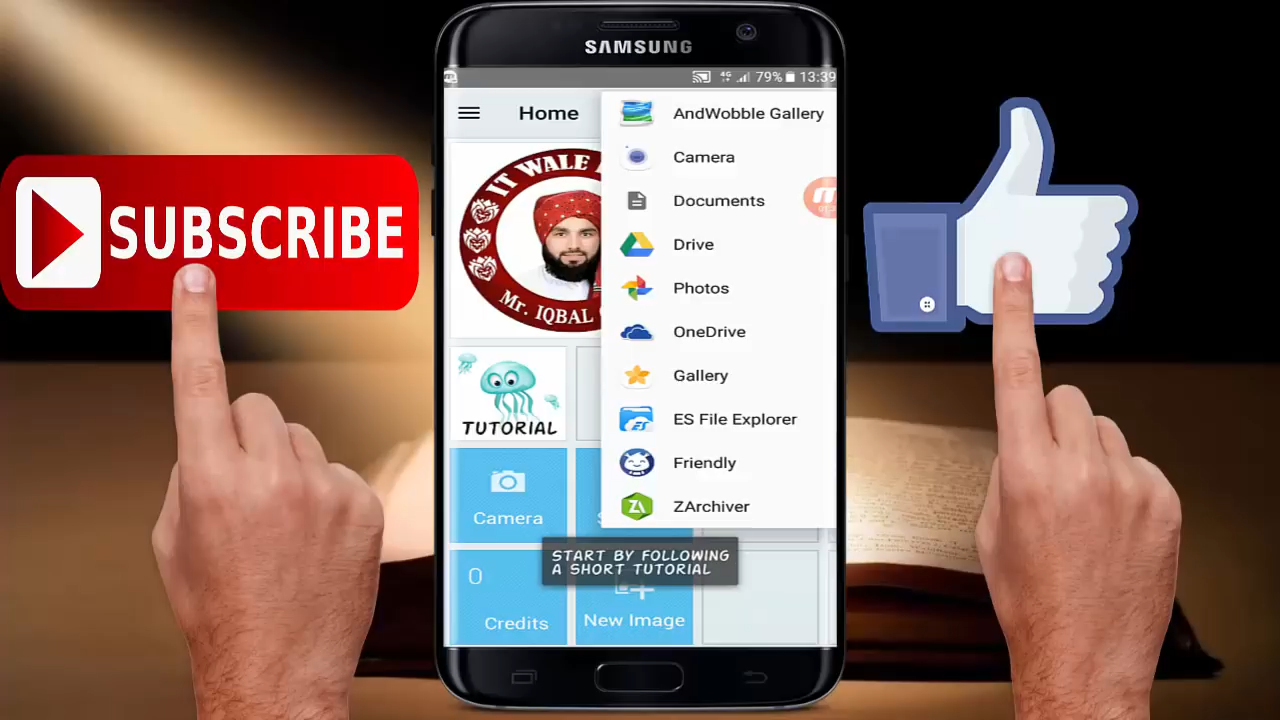 SAMSUNG
4G 79% 13:39
Home
AndWobble Gallery
Camera
Documents
Drive
Photos
OneDrive
Gallery
ES File Explorer
Friendly
ZArchiver
SUBSCRIBE
IT WALE
Mr. IQBAL
TUTORIAL
Camera
START BY FOLLOWING
A SHORT TUTORIAL
0
Credits
New Image